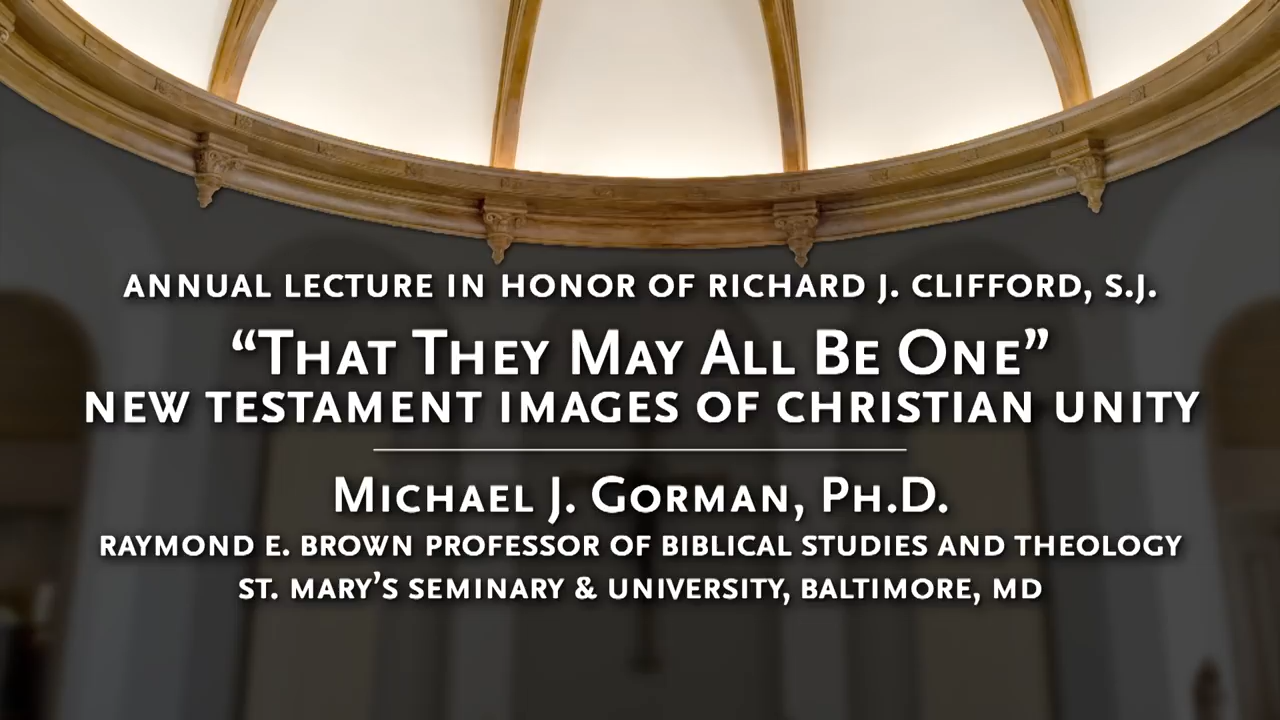 ANNUAL LECTURE IN HONOR OF RICHARD J. CLIFFORD, S.J.
“THAT THEY MAY ALL BE ONE”
NEW TESTAMENT IMAGES OF CHRISTIAN UNITY
MICHAEL J. GORMAN, PH.D.
RAYMOND E. BROWN PROFESSOR OF BIBLICAL STUDIES AND THEOLOGY
ST. MARY’S SEMINARY & UNIVERSITY, BALTIMORE, MD